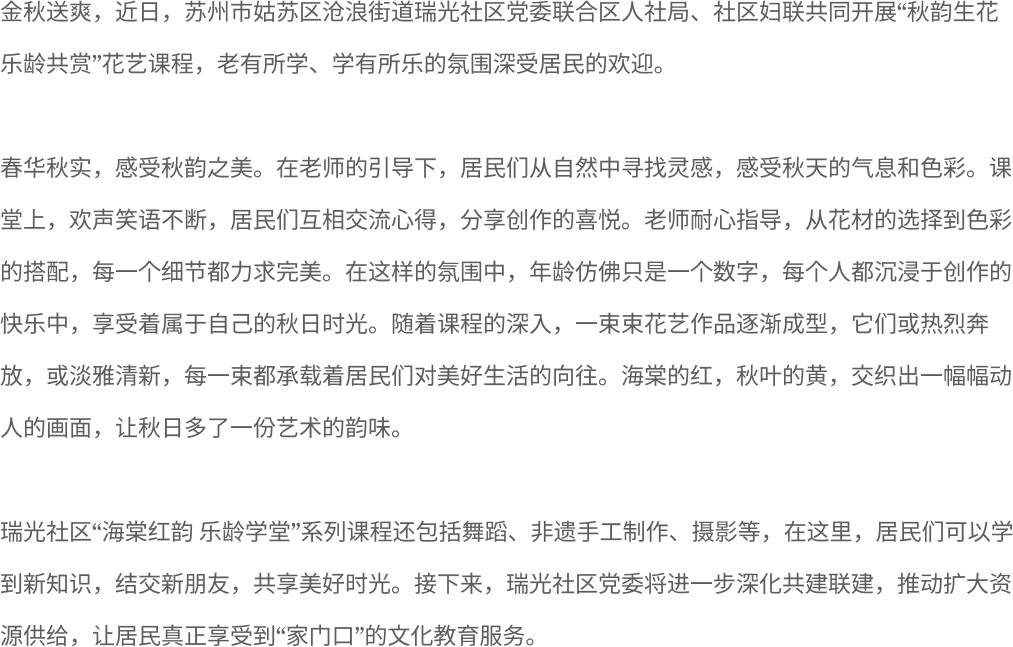 金秋送爽，近日，苏州市姑苏区沧浪街道瑞光社区党委联合区人社局、社区妇联共同开展“秋韵生花
乐龄共赏”花艺课程，老有所学、学有所乐的氛围深受居民的欢迎。
春华秋实，感受秋韵之美。在老师的引导下，居民们从自然中寻找灵感，感受秋天的气息和色彩。课
堂上，欢声笑语不断，居民们互相交流心得，分享创作的喜悦。老师耐心指导，从花材的选择到色彩
的搭配，每一个细节都力求完美。在这样的氛围中，年龄仿佛只是一个数字，每个人都沉浸于创作的
快乐中，享受着属于自己的秋日时光。随着课程的深入，一束束花艺作品逐渐成型，它们或热烈奔
放，或淡雅清新，每一束都承载着居民们对美好生活的向往。海棠的红，秋叶的黄，交织出一幅幅动
人的画面，让秋日多了一份艺术的韵味。
瑞光社区“海棠红韵 乐龄学堂”系列课程还包括舞蹈、非遗手工制作、摄影等，在这里，居民们可以学
到新知识，结交新朋友，共享美好时光。接下来，瑞光社区党委将进一步深化共建联建，推动扩大资
源供给，让居民真正享受到“家门口”的文化教育服务。